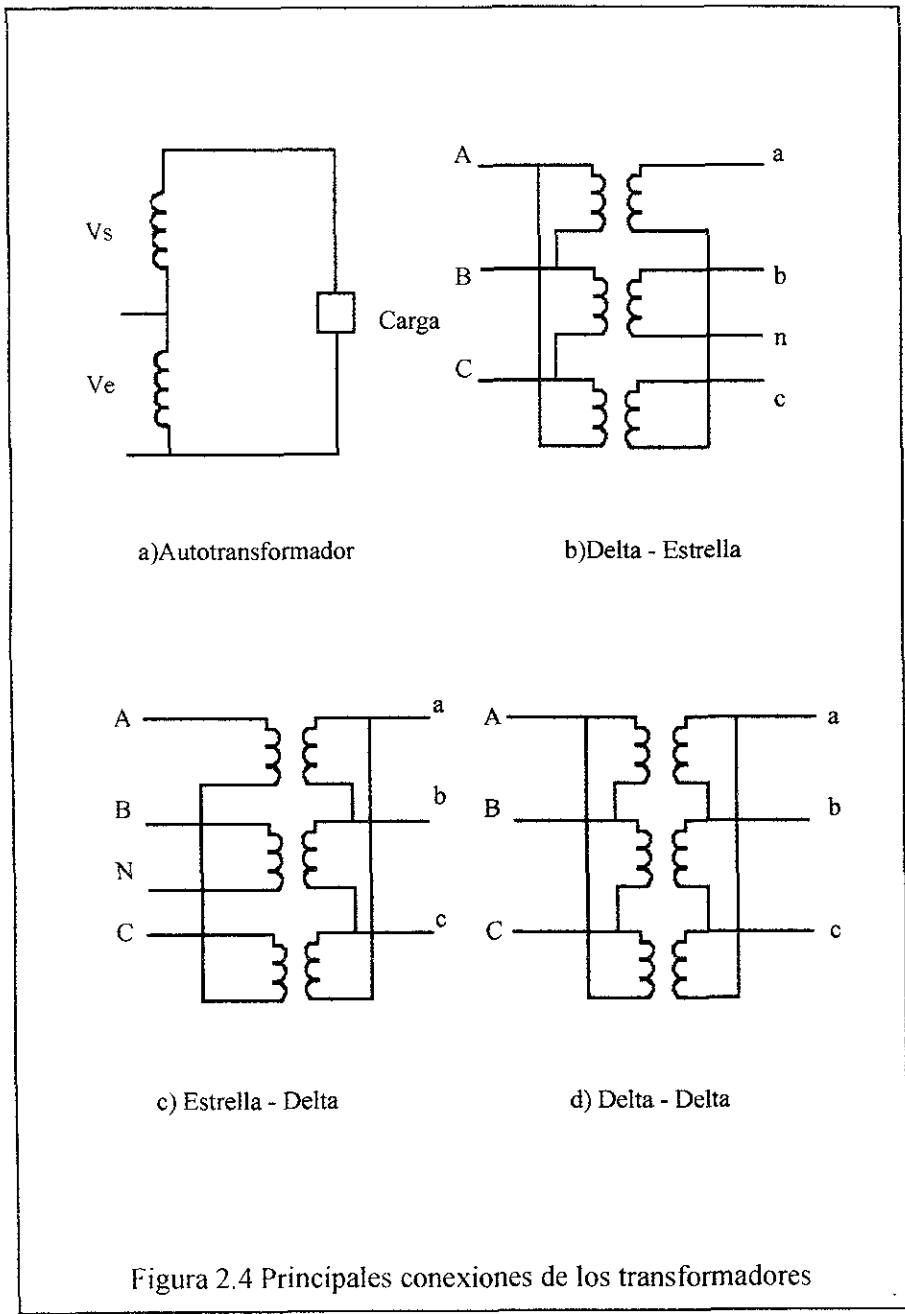 Vs
Ve
Carga
a)Autotransformador
A
B
C
a
b
n
c
b)Delta - Estrella
A
B
N
C
a
b
c
c) Estrella - Delta
A
B
C
a
b
c
d) Delta - Delta
Figura 2.4 Principales conexiones de los transformadores